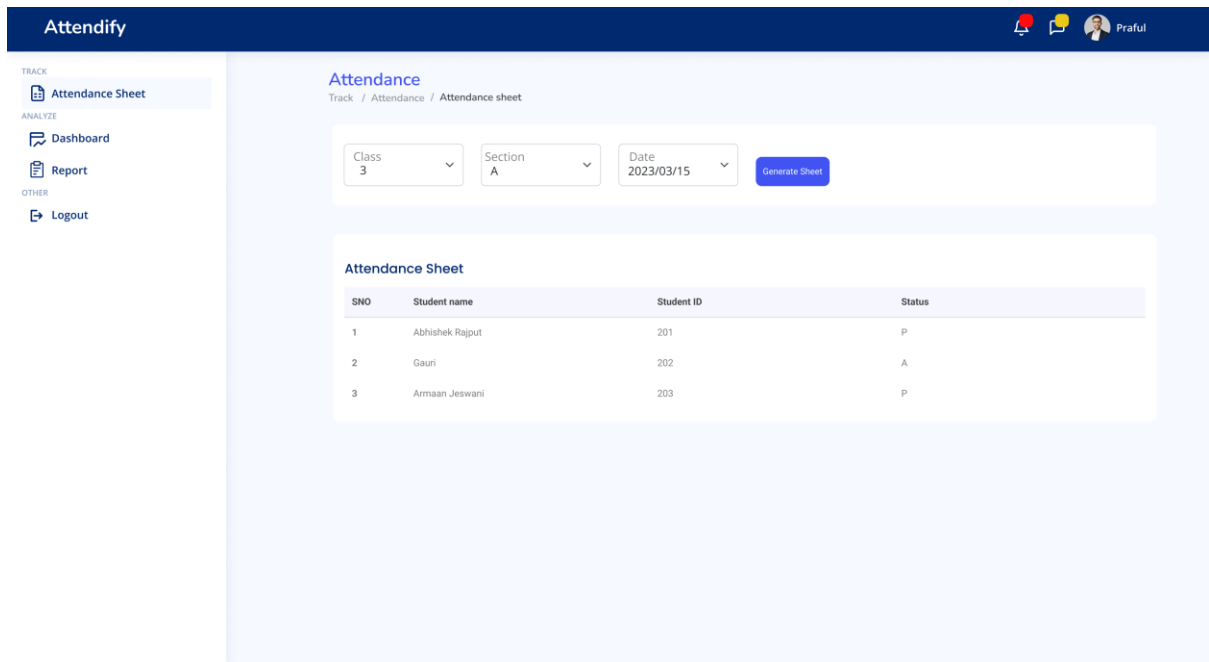 Attendify
Praful
TRACK
Attendance Sheet
ANALYZE
Dashboard
Report
OTHER
Logout
Attendance
Track / Attendance / Attendance sheet
Class
3
Section
A
Date
2023/03/15
Generate Sheet
Attendance Sheet
SNO Student name Student ID Status
1 Abhishek Rajput 201 P
2 Gauri 202 A
3 Armaan Jeswani 203 P